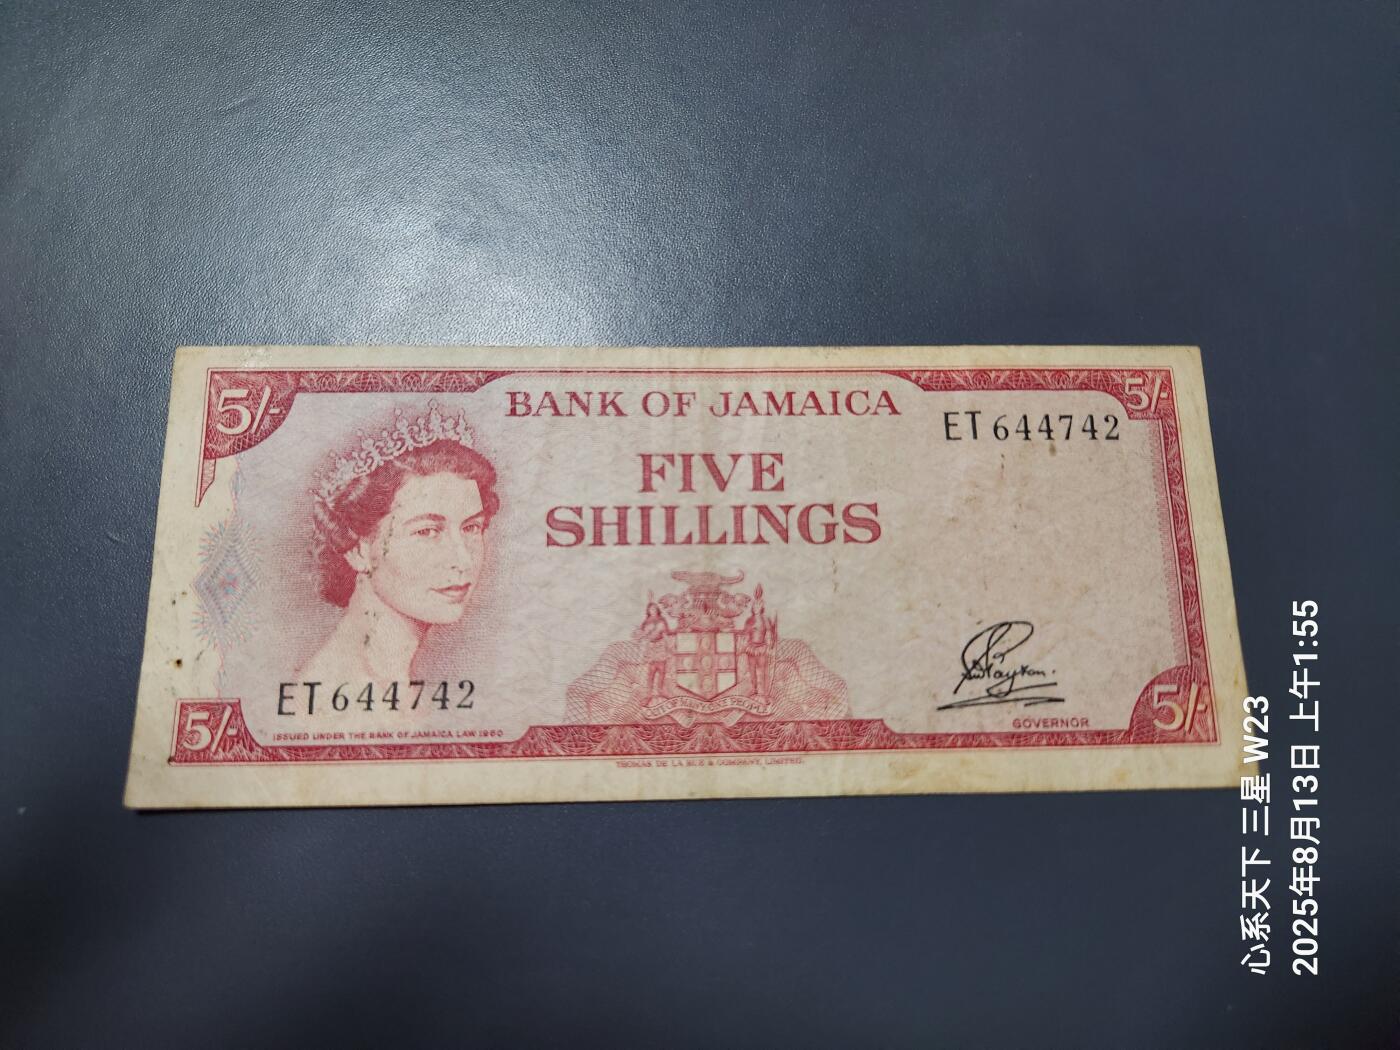 5/-
BANK OF JAMAICA
5/-
ET 644742
FIVE
SHILLINGS
ET 644742
5/-
ISSUED UNDER THE BANK OF JAMAICA LAW 1960
GOVERNOR
5/-
THOMAS DE LA RUE & COMPANY, LIMITED.
心系天下 三星 W23
2025年8月13日 上午1:55